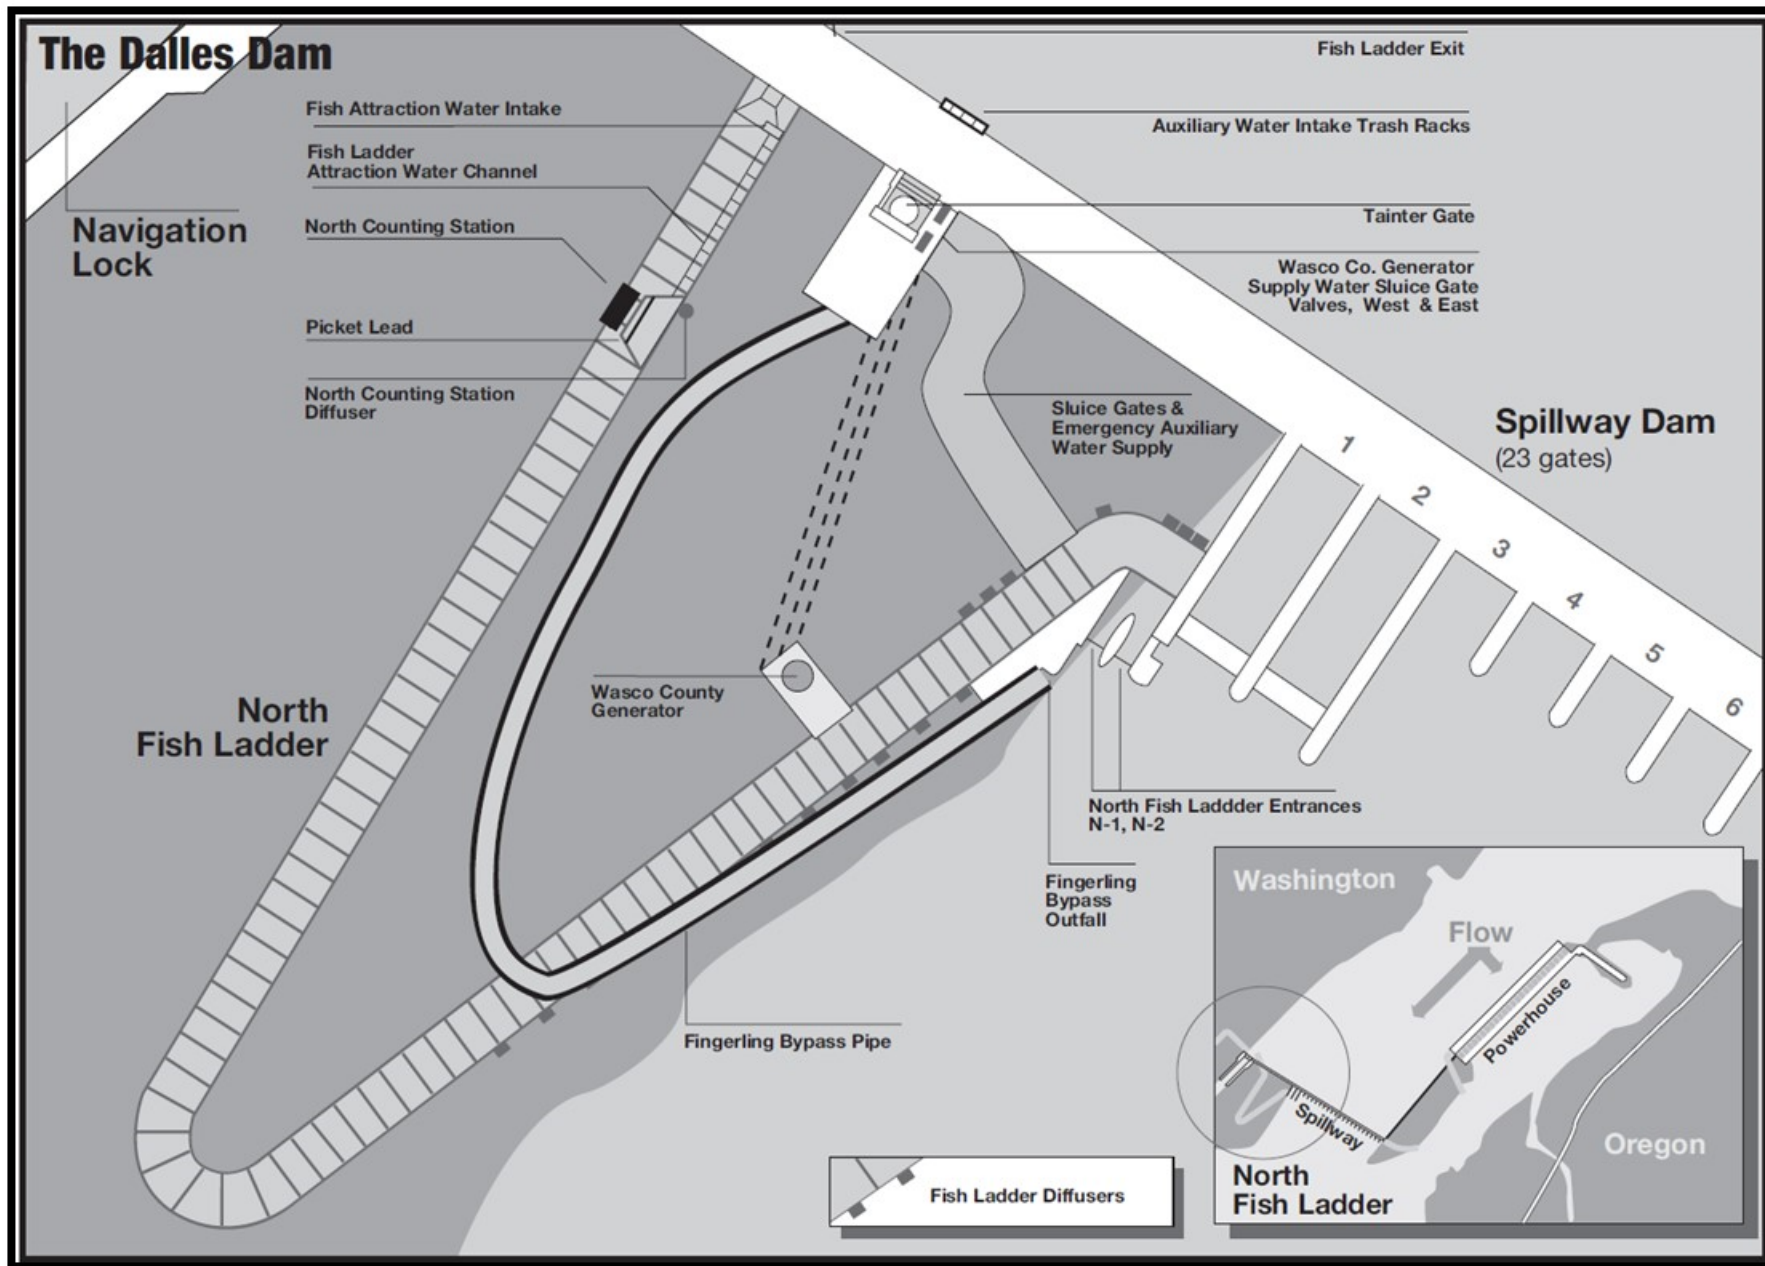 The Dalles Dam
Fish Ladder Exit
Fish Attraction Water Intake
Auxiliary Water Intake Trash Racks
Fish Ladder
Attraction Water Channel
Tainter Gate
North Counting Station
Navigation
Lock
Wasco Co. Generator
Supply Water Sluice Gate
Valves, West & East
Picket Lead
North Counting Station
Diffuser
Sluice Gates &
Emergency Auxiliary
Water Supply
Spillway Dam
(23 gates)
1
2
3
4
5
6
Wasco County
Generator
North
Fish Ladder
North Fish Laddder Entrances
N-1, N-2
Fingerling
Bypass
Outfall
Fingerling Bypass Pipe
Fish Ladder Diffusers
Washington
Flow
Powerhouse
Spillway
Oregon
North
Fish Ladder